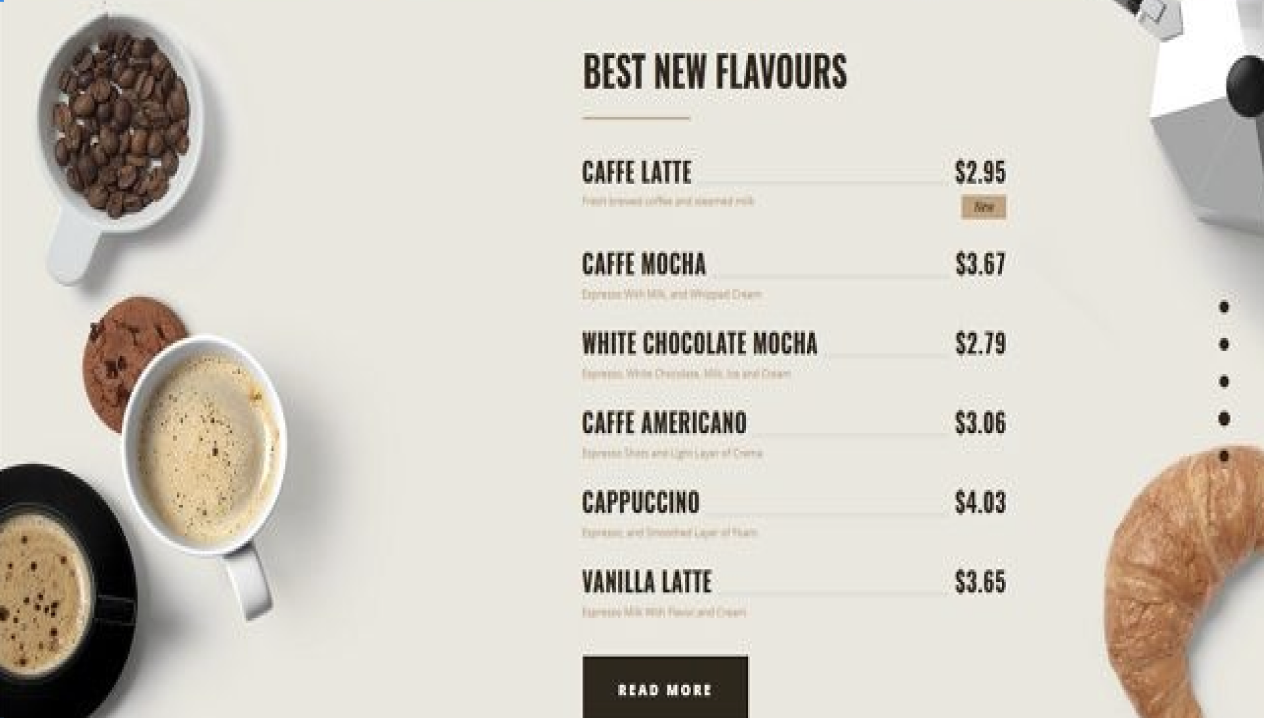 BEST NEW FLAVOURS
CAFFE LATTE $2.95
Fresh brewed coffee and steamed milk
New
CAFFE MOCHA $3.67
Espresso With Milk, and Whipped Cream
WHITE CHOCOLATE MOCHA $2.79
Espresso, White Chocolate, Milk, Ice and Cream
CAFFE AMERICANO $3.06
Espresso Shots and Light Layer of Crema
CAPPUCCINO $4.03
Espresso, and Smoothed Layer of Foam
VANILLA LATTE $3.65
Espresso Milk With Flavor and Cream
READ MORE